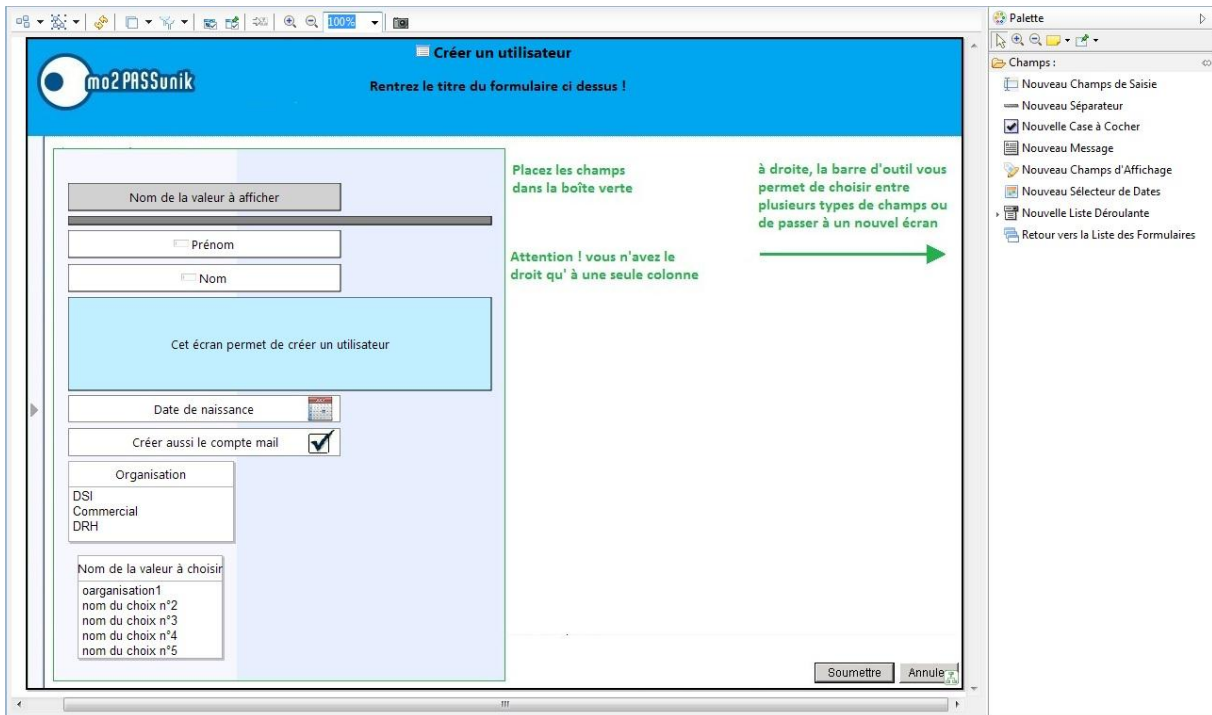 100%
Créer un utilisateur
mo2PASSunik
Rentrez le titre du formulaire ci dessus !
Nom de la valeur à afficher
Prénom
Nom
Cet écran permet de créer un utilisateur
Date de naissance
Créer aussi le compte mail
Organisation
DSI
Commercial
DRH
Nom de la valeur à choisir
oarganisation1
nom du choix n°2
nom du choix n°3
nom du choix n°4
nom du choix n°5
Placez les champs
dans la boîte verte
Attention ! vous n'avez le
droit qu' à une seule colonne
à droite, la barre d'outil vous
permet de choisir entre
plusieurs types de champs ou
de passer à un nouvel écran
Soumettre
Annule
Palette
Champs :
Nouveau Champs de Saisie
Nouveau Séparateur
Nouvelle Case à Cocher
Nouveau Message
Nouveau Champs d'Affichage
Nouveau Sélecteur de Dates
Nouvelle Liste Déroulante
Retour vers la Liste des Formulaires